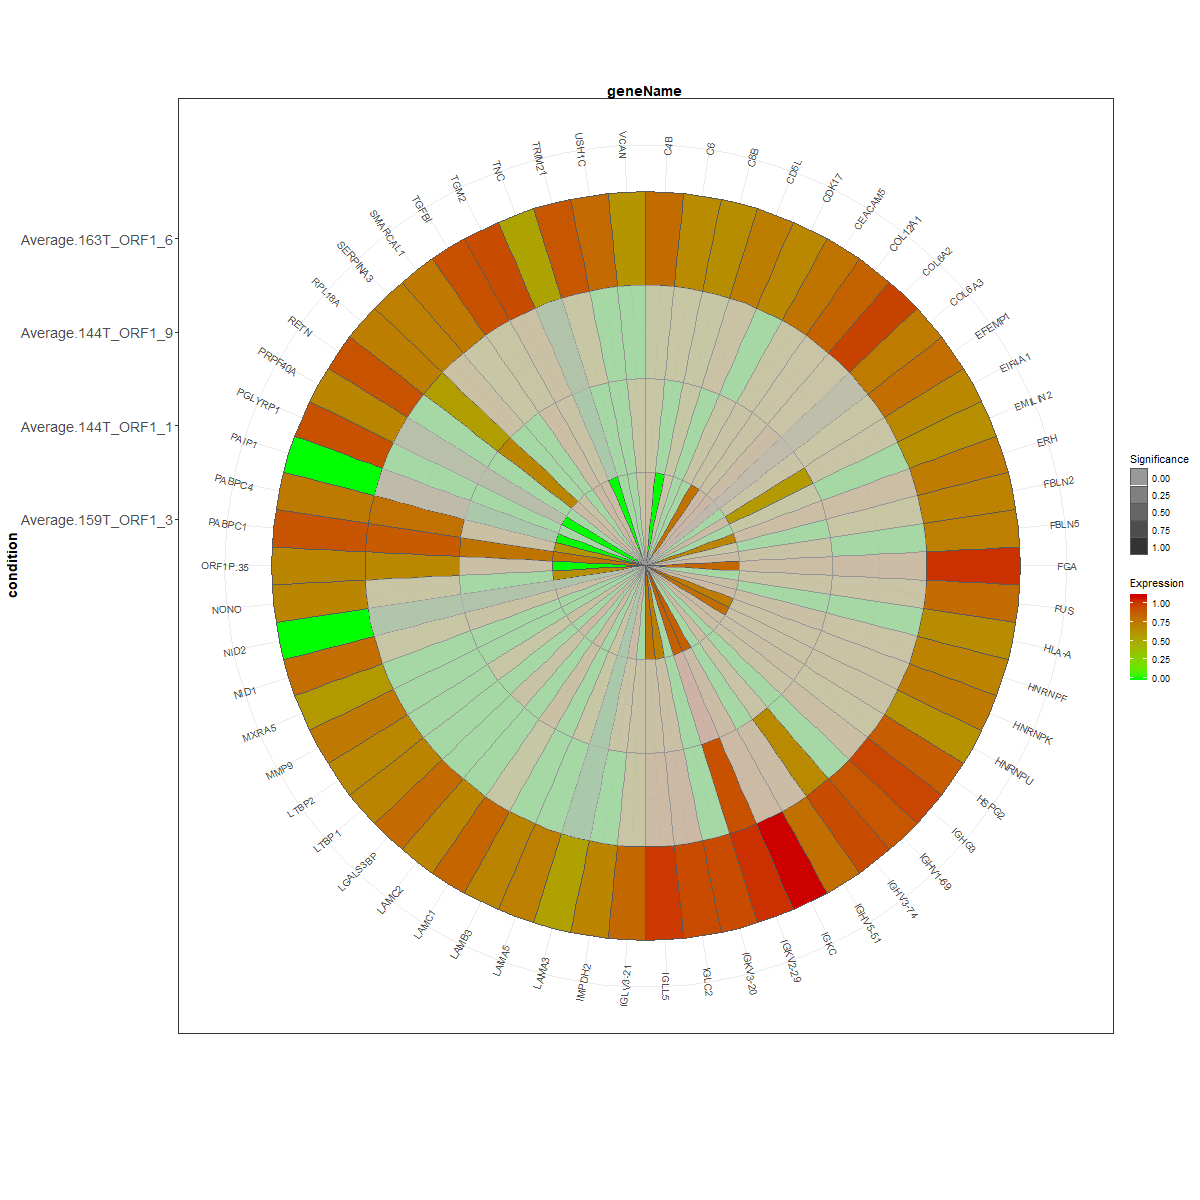 geneName
VCAN
C4B
C6
C8B
CD5L
CDK17
CEACAM5
COL12A1
COL6A2
COL6A3
EFEMP1
EIF4A1
EMILIN2
ERH
FBLN2
FBLN5
FGA
FUS
HLA-A
HNRNPF
HNRNPK
HNRNPU
HSPG2
IGHG3
IGHV1-69
IGHV3-74
IGHV5-51
IGKC
IGKV2-29
IGKV3-20
IGLC2
IGLL5
IGLV3-21
IMPDH2
LAMA3
LAMA5
LAMB3
LAMC1
LAMC2
LGALS3BP
LTBP1
LTBP2
MMP9
MXRA5
NID1
NID2
NONO
ORF1P.35
PABPC1
PABPC4
PAIP1
PGLYRP1
PRPF40A
RETN
RPL18A
SERPINA3
SMARCAL1
TGFBI
TGM2
TNC
TRIM27
USH1C
Average.163T_ORF1_6
Average.144T_ORF1_9
Average.144T_ORF1_1
Average.159T_ORF1_3
condition
Significance
0.00
0.25
0.50
0.75
1.00
Expression
1.00
0.75
0.50
0.25
0.00